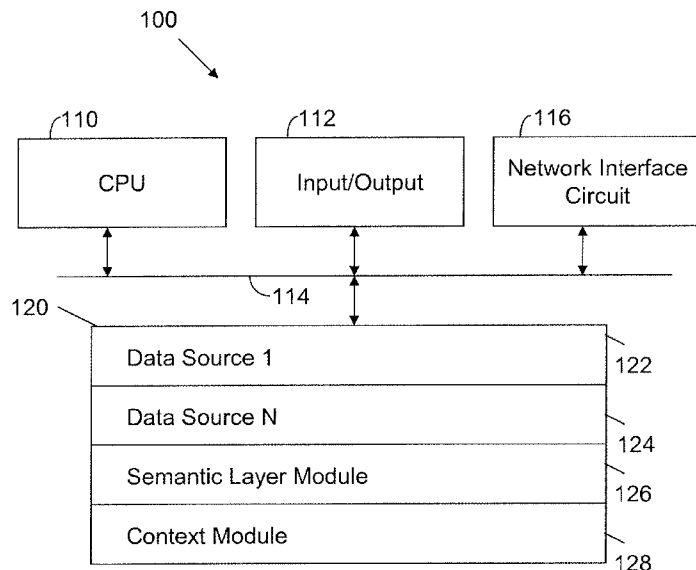 100
110
112
116
CPU
Input/Output
Network Interface
Circuit
114
120
Data Source 1
122
Data Source N
124
Semantic Layer Module
126
Context Module
128